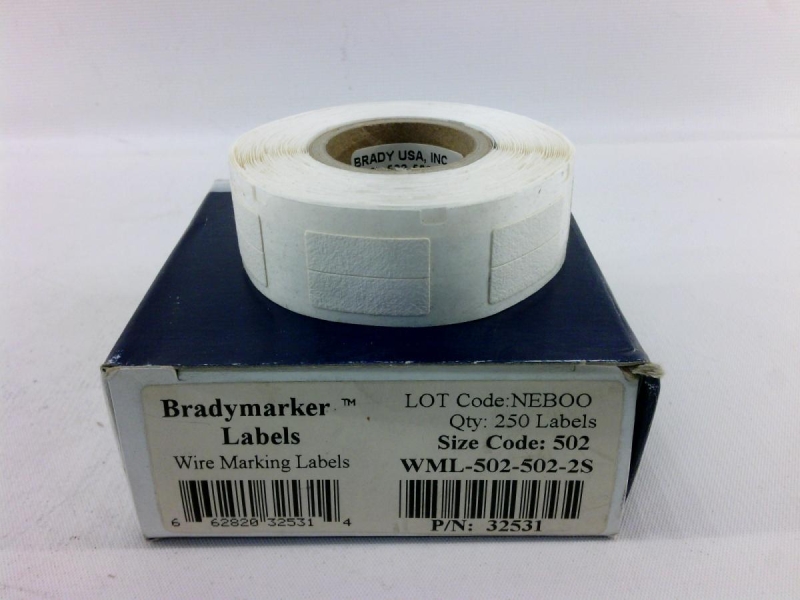 BRADY USA, INC
Bradymarker ™
Labels
Wire Marking Labels
6 62820 32531 4
LOT Code:NEBOO
Qty: 250 Labels
Size Code: 502
WML-502-502-2S
P/N: 32531